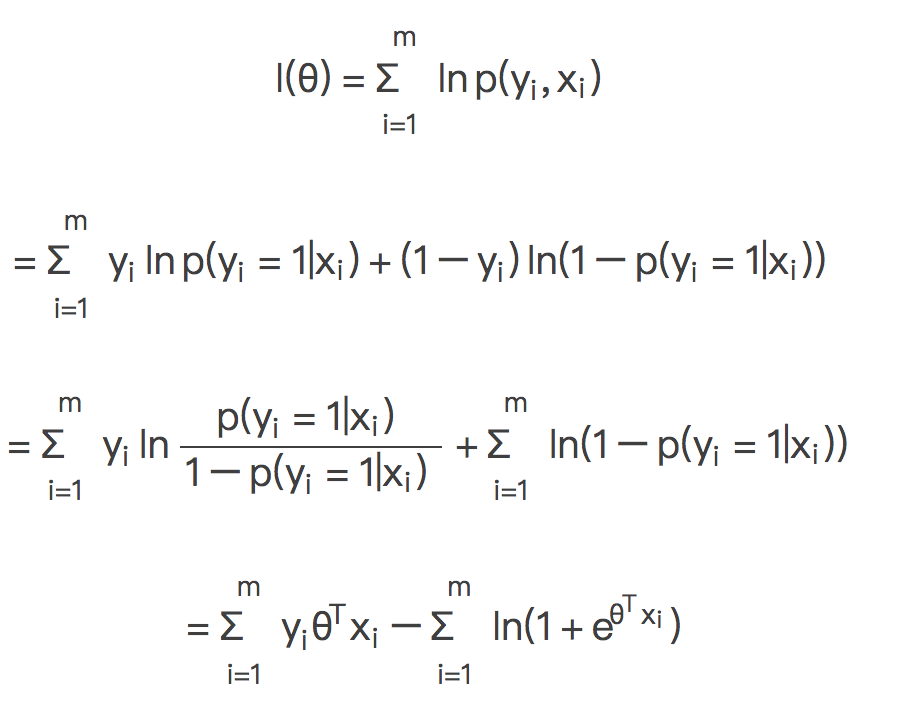 l(θ) = Σ_{i=1}^{m} ln p(y_i, x_i)
= Σ_{i=1}^{m} y_i ln p(y_i = 1|x_i) + (1 − y_i) ln(1 − p(y_i = 1|x_i))
= Σ_{i=1}^{m} y_i ln \frac{p(y_i = 1|x_i)}{1 − p(y_i = 1|x_i)} + Σ_{i=1}^{m} ln(1 − p(y_i = 1|x_i))
= Σ_{i=1}^{m} y_i θ^T x_i − Σ_{i=1}^{m} ln(1 + e^{θ^T x_i})